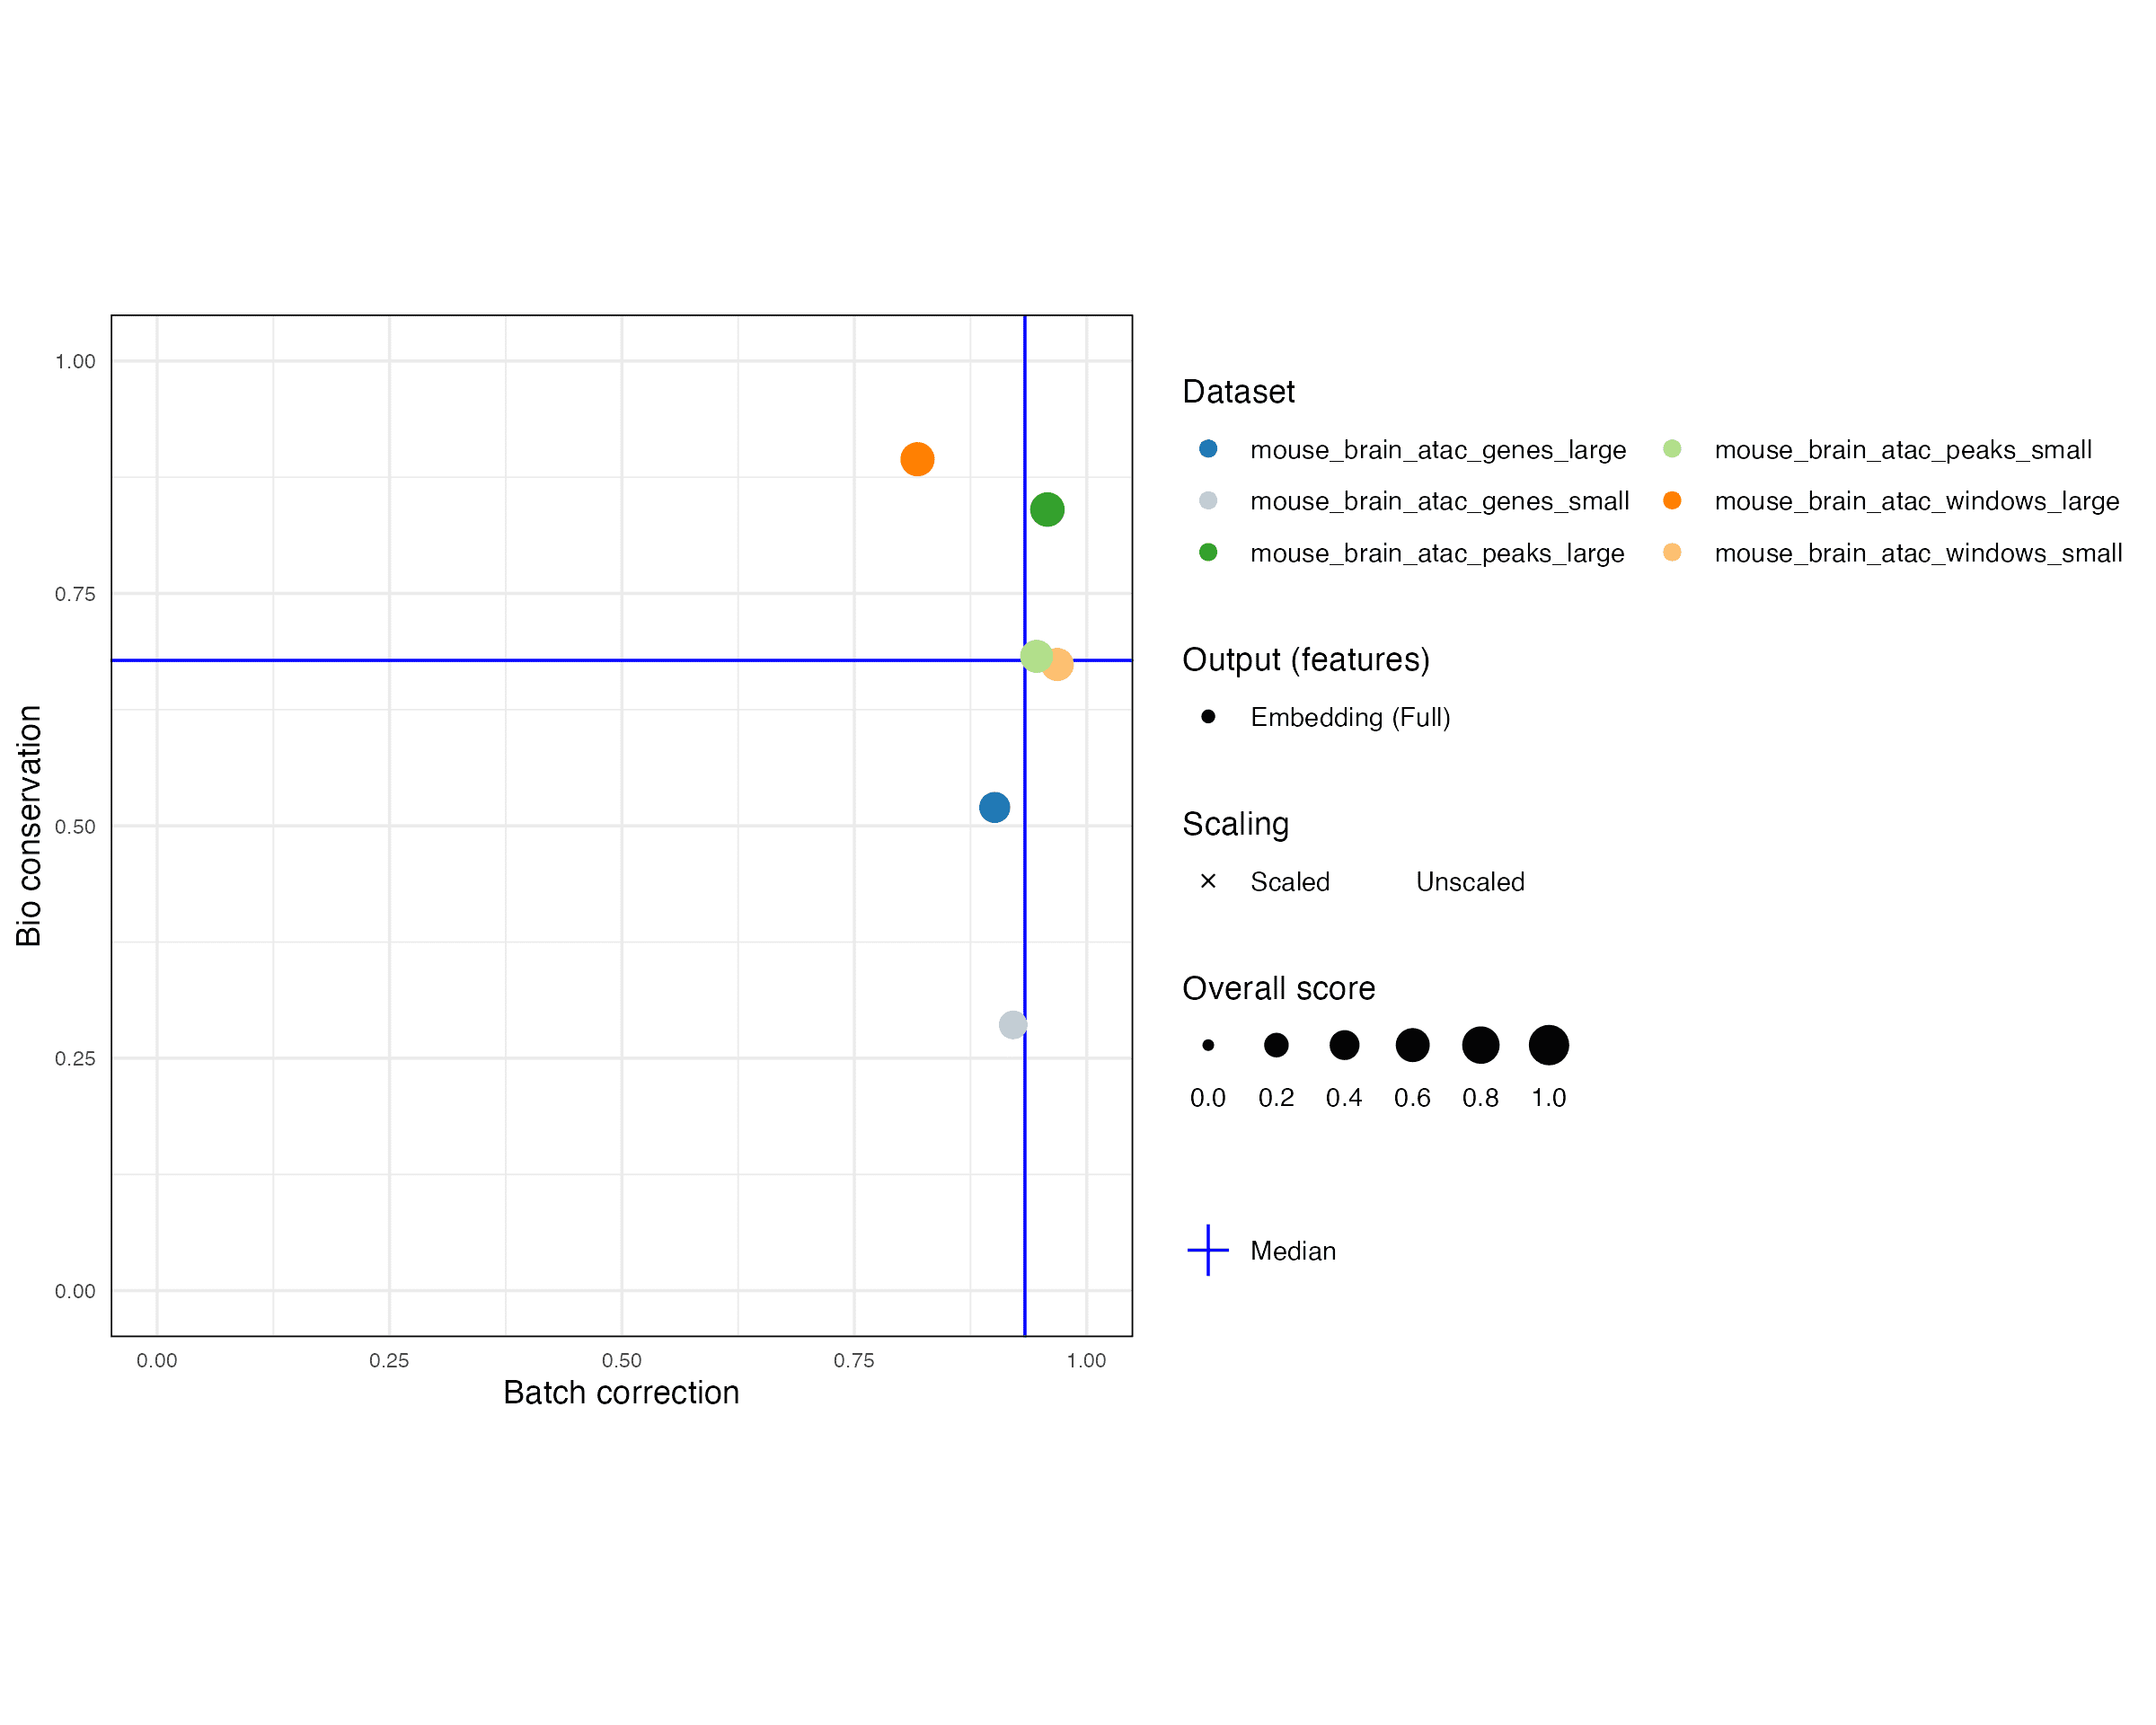 Bio conservation
1.00
0.75
0.50
0.25
0.00
0.00 0.25 0.50 0.75 1.00
Batch correction
Dataset
mouse_brain_atac_genes_large mouse_brain_atac_peaks_small
mouse_brain_atac_genes_small mouse_brain_atac_windows_large
mouse_brain_atac_peaks_large mouse_brain_atac_windows_small
Output (features)
Embedding (Full)
Scaling
Scaled Unscaled
Overall score
0.0 0.2 0.4 0.6 0.8 1.0
Median